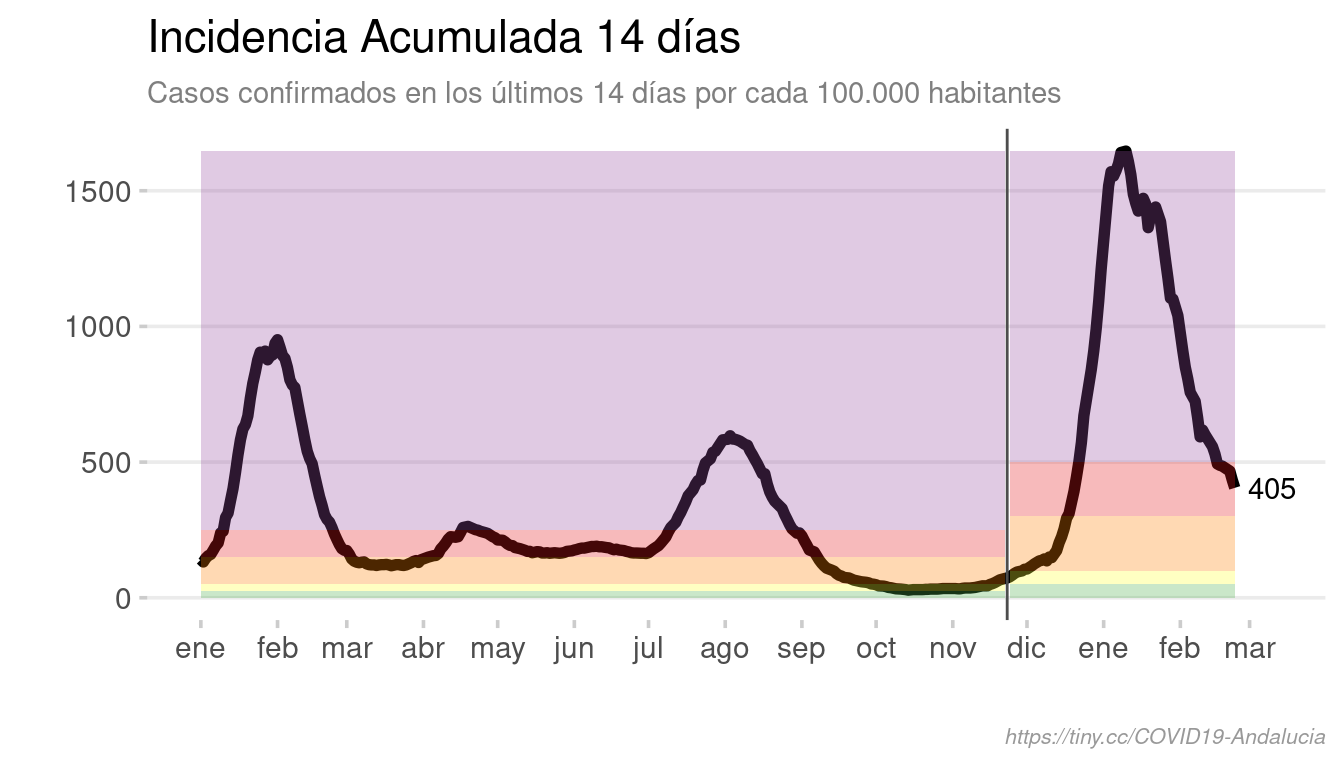 Incidencia Acumulada 14 días
Casos confirmados en los últimos 14 días por cada 100.000 habitantes
1500
1000
500
0
405
ene feb mar abr may jun jul ago sep oct nov dic ene feb mar
https://tiny.cc/COVID19-Andalucia